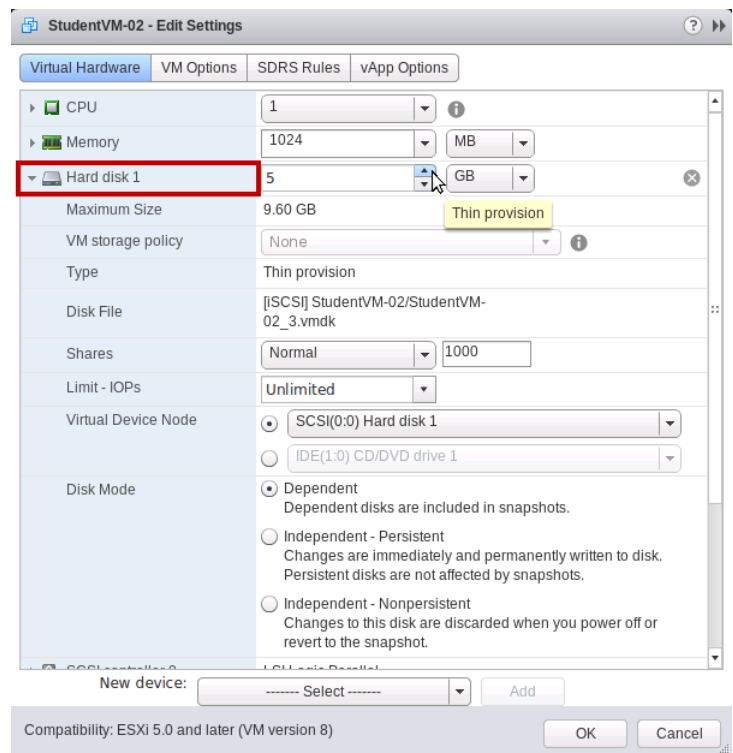 StudentVM-02 - Edit Settings ?
Virtual Hardware VM Options SDRS Rules vApp Options
CPU 1
Memory 1024 MB
Hard disk 1 5 GB
Maximum Size 9.60 GB
Thin provision
VM storage policy None
Type Thin provision
Disk File [iSCSI] StudentVM-02/StudentVM-
02_3.vmdk
Shares Normal 1000
Limit - IOPs Unlimited
Virtual Device Node SCSI(0:0) Hard disk 1
IDE(1:0) CD/DVD drive 1
Disk Mode Dependent
Dependent disks are included in snapshots.
Independent - Persistent
Changes are immediately and permanently written to disk.
Persistent disks are not affected by snapshots.
Independent - Nonpersistent
Changes to this disk are discarded when you power off or
revert to the snapshot.
New device: ------- Select ------- Add
Compatibility: ESXi 5.0 and later (VM version 8) OK Cancel